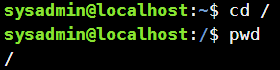 sysadmin@localhost:~$ cd /
sysadmin@localhost:/$ pwd
/